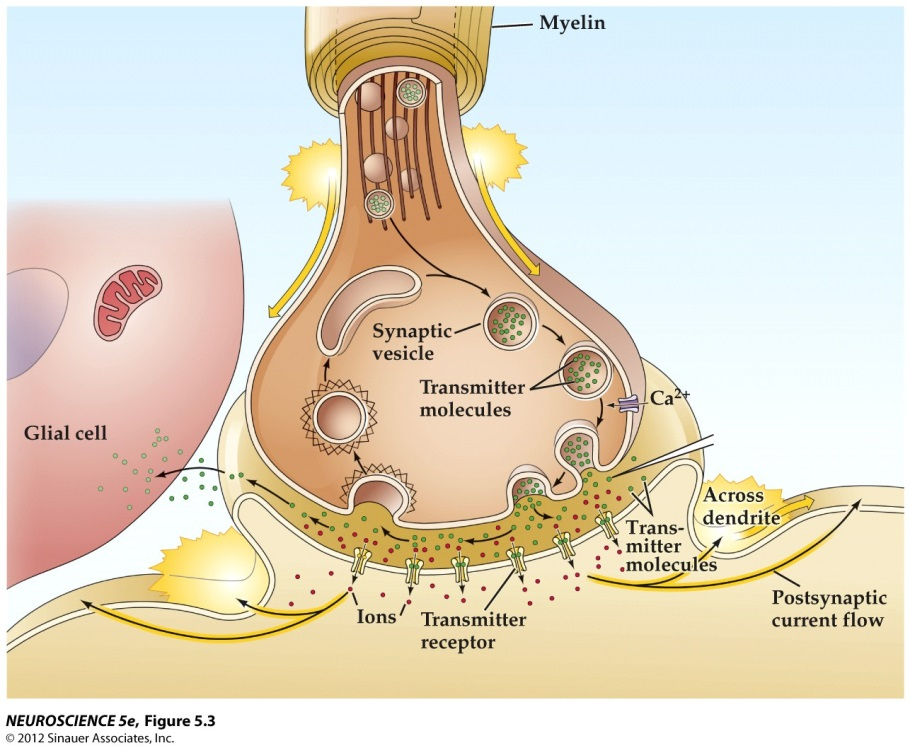 Myelin
Synaptic
vesicle
Transmitter
molecules
Ca²⁺
Glial cell
Across
dendrite
Trans-
mitter
molecules
Postsynaptic
current flow
Ions
Transmitter
receptor
NEUROSCIENCE 5e, Figure 5.3
© 2012 Sinauer Associates, Inc.